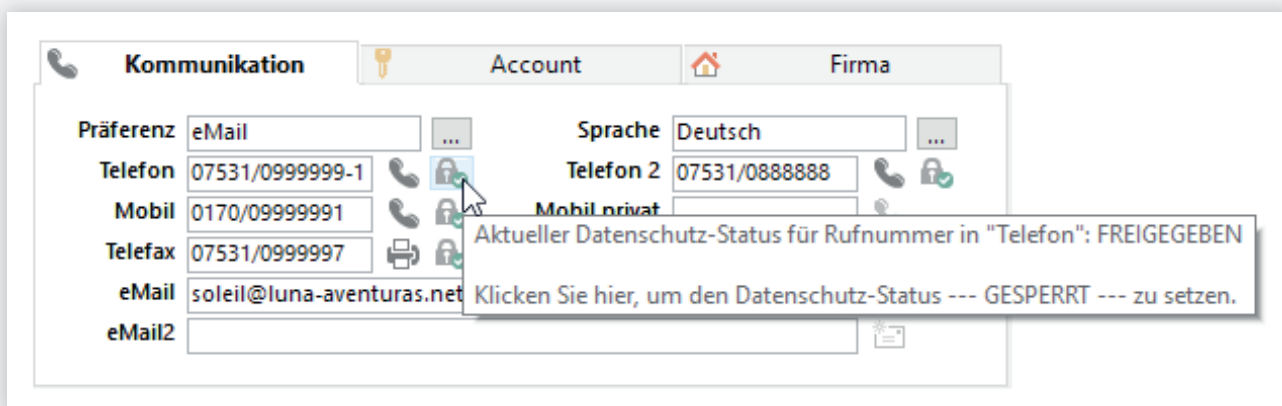 Kommunikation Account Firma
Präferenz eMail ... Sprache Deutsch ...
Telefon 07531/0999999-1 Telefon 2 07531/0888888
Mobil 0170/09999991 Mobil privat
Aktueller Datenschutz-Status für Rufnummer in "Telefon": FREIGEGEBEN
Telefax 07531/0999997
eMail soleil@luna-aventuras.net
Klicken Sie hier, um den Datenschutz-Status --- GESPERRT --- zu setzen.
eMail2